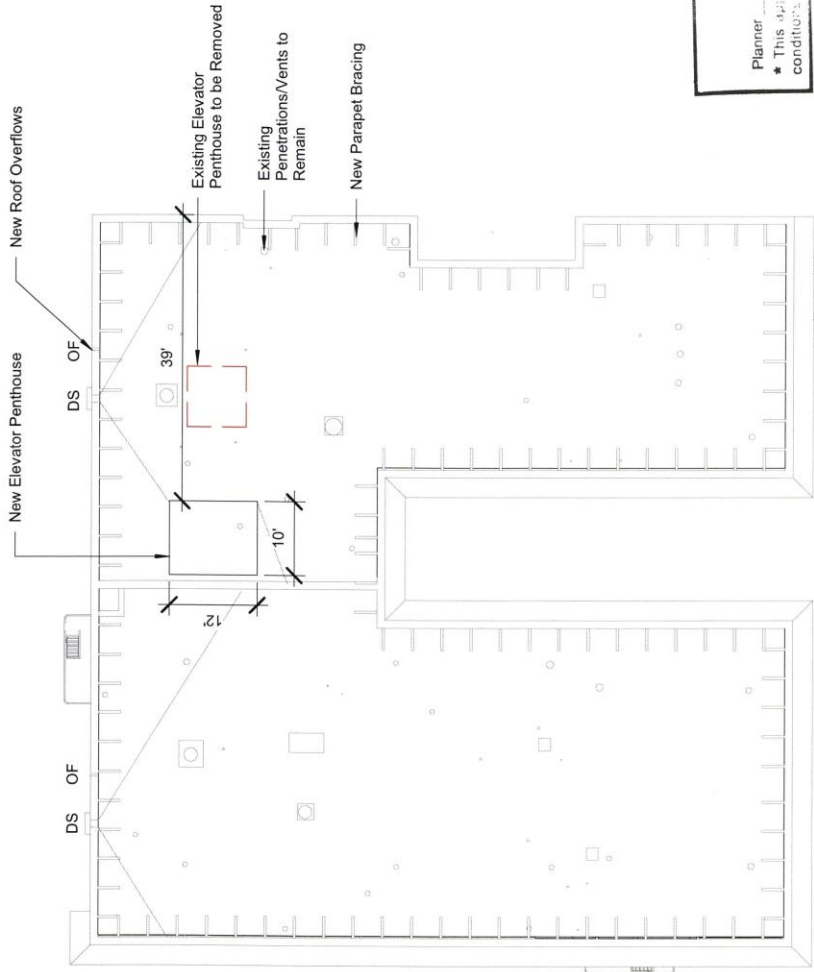 New Elevator Penthouse
New Roof Overflows
DS
OF
DS
OF
39'
12'
10'
Existing Elevator
Penthouse to be Removed
Existing
Penetrations/Vents to
Remain
New Parapet Bracing
Planner
* This
conditions